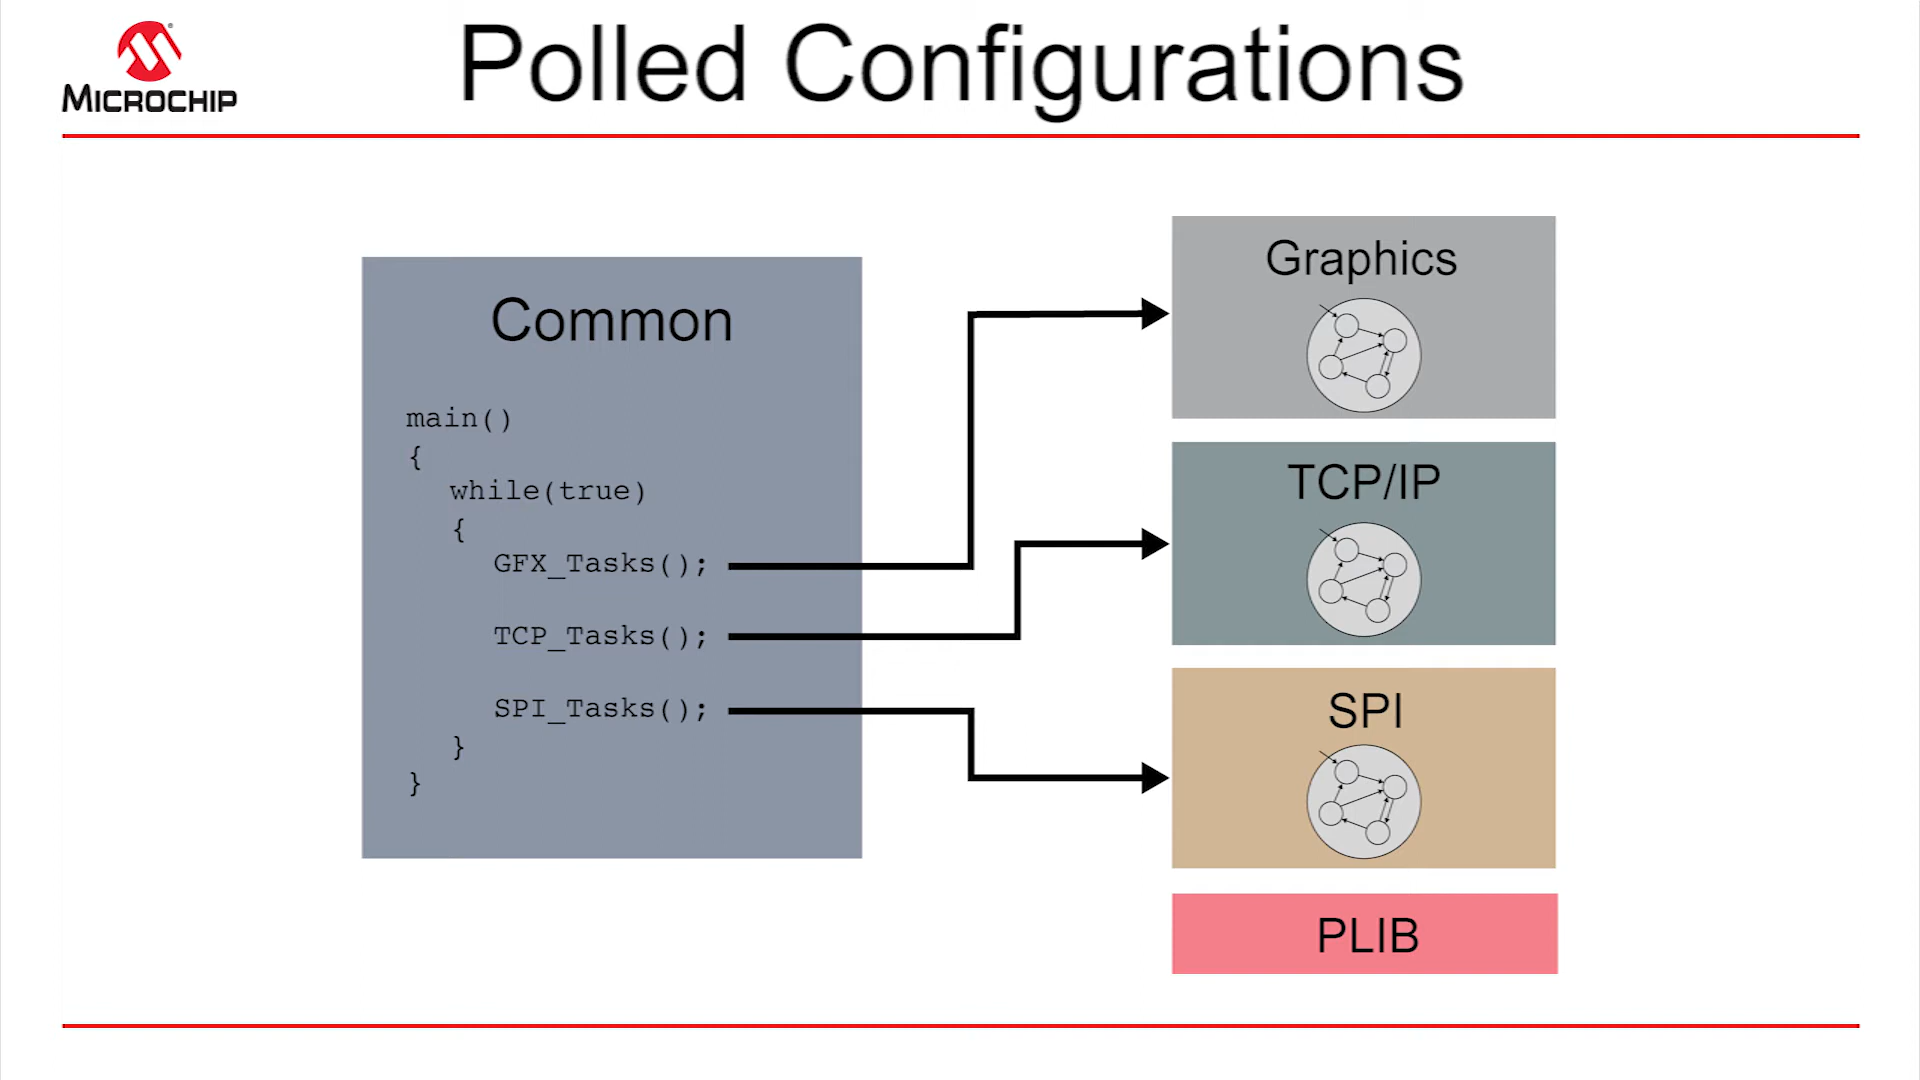 MICROCHIP
Polled Configurations
Common
main()
{
while(true)
{
GFX_Tasks();
TCP_Tasks();
SPI_Tasks();
}
}
Graphics
TCP/IP
SPI
PLIB